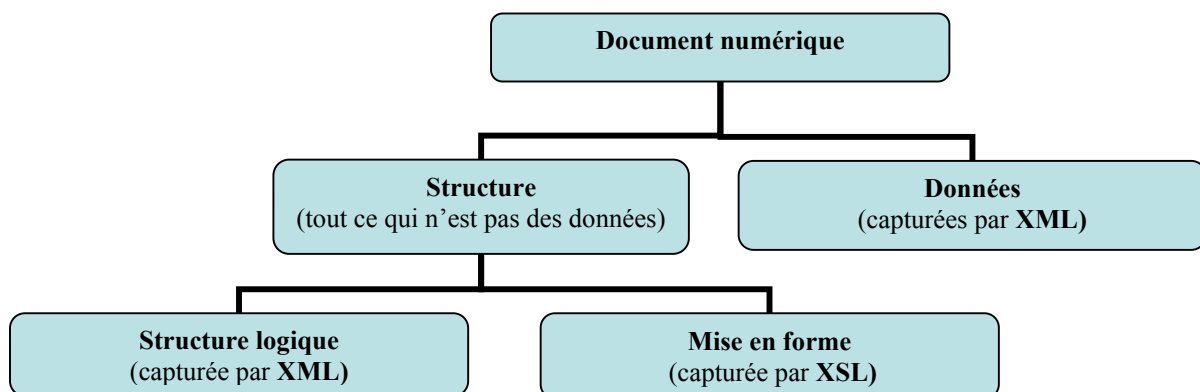 Document numérique
Structure
(tout ce qui n’est pas des données)
Données
(capturées par XML)
Structure logique
(capturée par XML)
Mise en forme
(capturée par XSL)